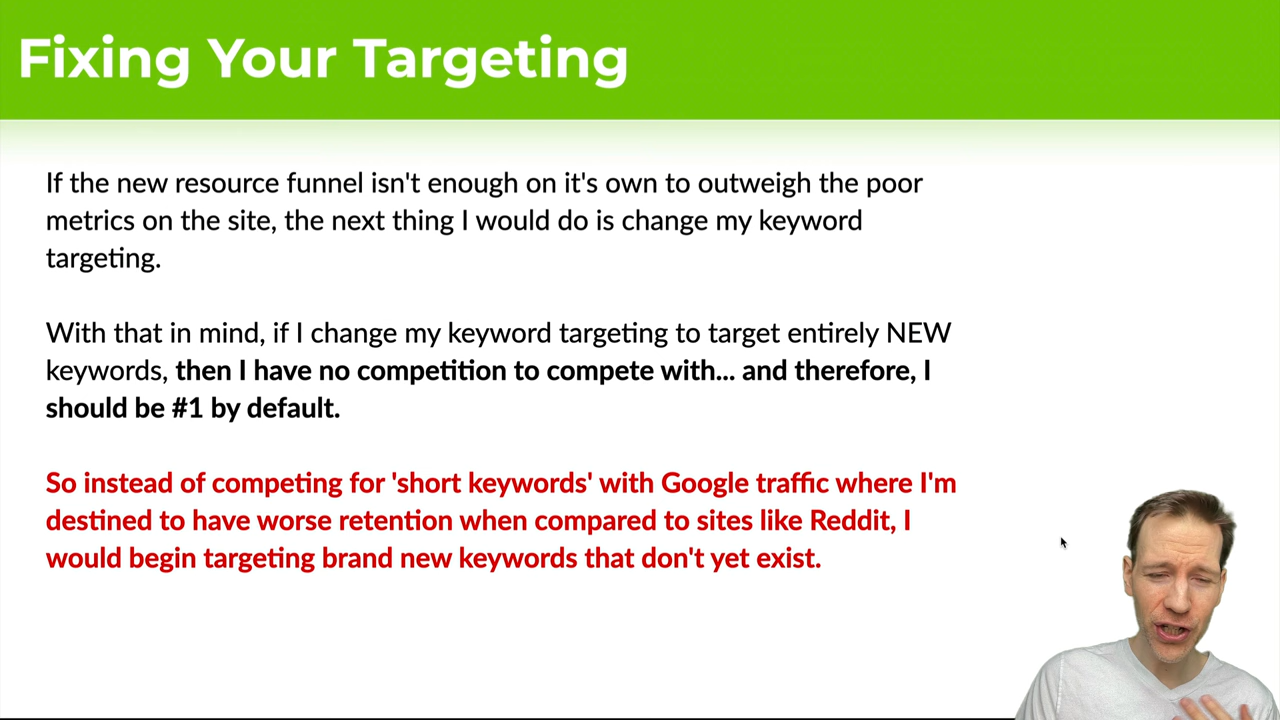 Fixing Your Targeting
If the new resource funnel isn't enough on it's own to outweigh the poor
metrics on the site, the next thing I would do is change my keyword
targeting.
With that in mind, if I change my keyword targeting to target entirely NEW
keywords, then I have no competition to compete with... and therefore, I
should be #1 by default.
So instead of competing for 'short keywords' with Google traffic where I'm
destined to have worse retention when compared to sites like Reddit, I
would begin targeting brand new keywords that don't yet exist.